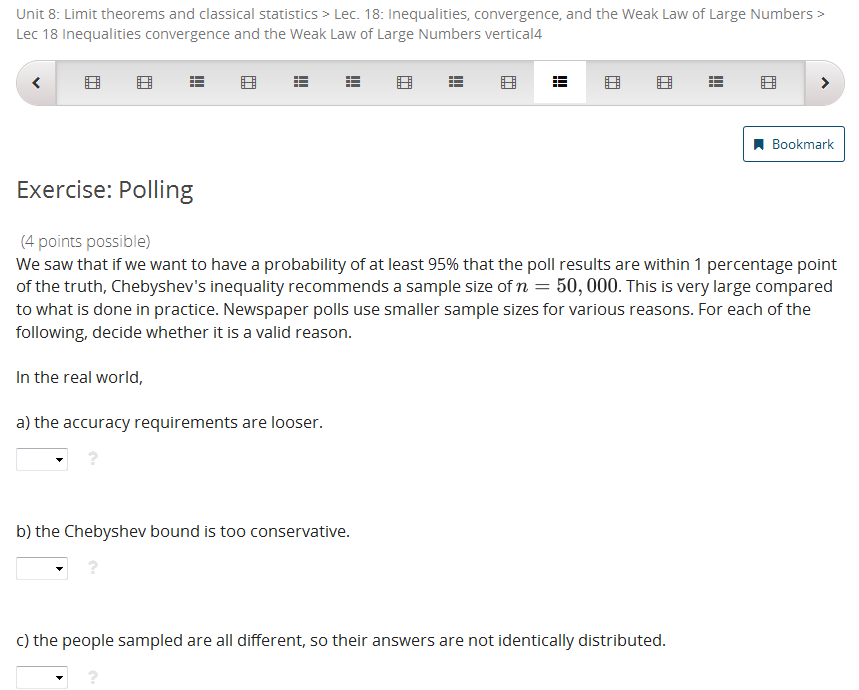 Unit 8: Limit theorems and classical statistics > Lec. 18: Inequalities, convergence, and the Weak Law of Large Numbers >
Lec 18 Inequalities convergence and the Weak Law of Large Numbers vertical4
Bookmark
Exercise: Polling
(4 points possible)
We saw that if we want to have a probability of at least 95% that the poll results are within 1 percentage point
of the truth, Chebyshev's inequality recommends a sample size of n = 50, 000. This is very large compared
to what is done in practice. Newspaper polls use smaller sample sizes for various reasons. For each of the
following, decide whether it is a valid reason.
In the real world,
a) the accuracy requirements are looser.
?
b) the Chebyshev bound is too conservative.
?
c) the people sampled are all different, so their answers are not identically distributed.
?